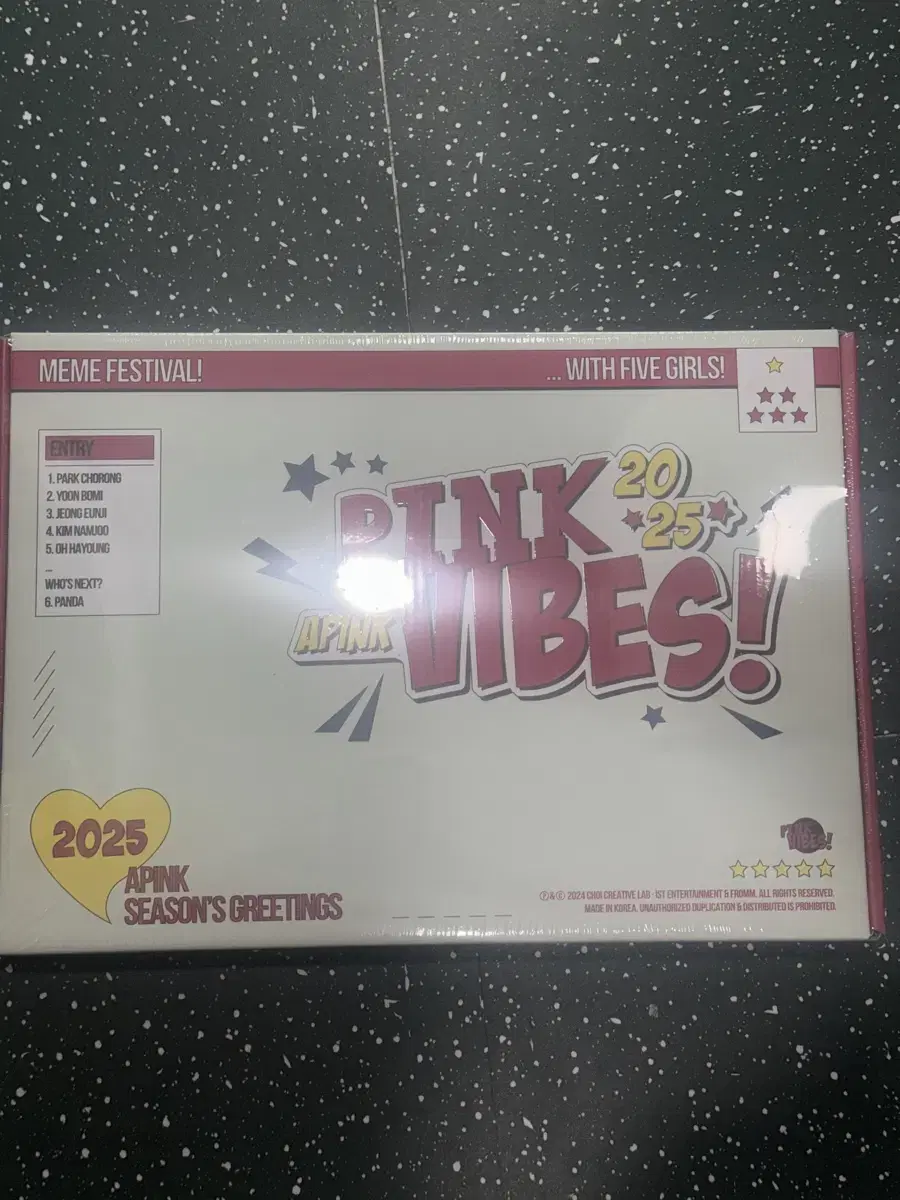 MEME FESTIVAL!
... WITH FIVE GIRLS!
ENTRY
1. PARK CHORONG
2. YOON BOMI
3. JEONG EUNJI
4. KIM NAMJOO
5. OH HAYOUNG
...
WHO'S NEXT?
6. PANDA
PINK 2025
VIBES!
APINK
2025
APINK
SEASON'S GREETINGS
PINK
VIBES!
Ⓟ&Ⓒ 2024 CHOI CREATIVE LAB · IST ENTERTAINMENT & FROMM. ALL RIGHTS RESERVED.
MADE IN KOREA. UNAUTHORIZED DUPLICATION & DISTRIBUTED IS PROHIBITED.